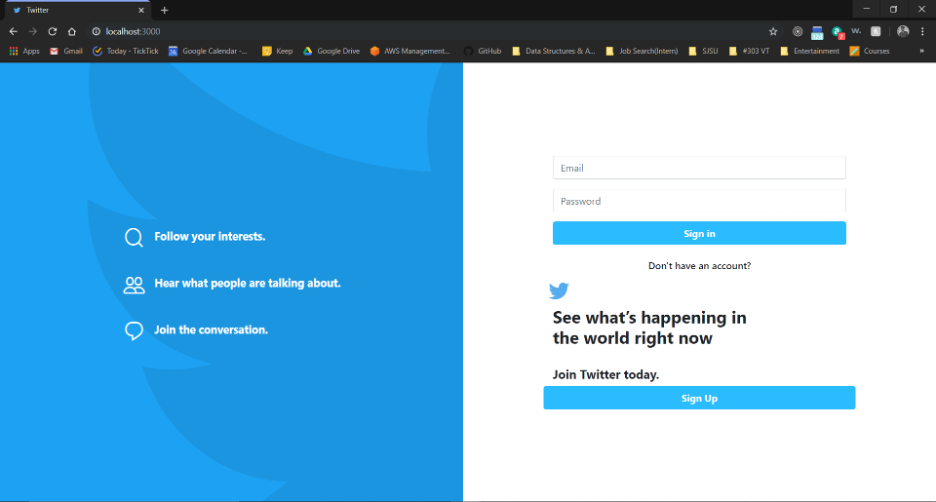 Twitter
localhost:3000
Apps
Gmail
Today - TickTick
Google Calendar -...
Keep
Google Drive
AWS Management...
GitHub
Data Structures & A...
Job Search(Intern)
SJSU
#303 VT
Entertainment
Courses
»
Follow your interests.
Hear what people are talking about.
Join the conversation.
Email
Password
Sign in
Don't have an account?
See what's happening in
the world right now
Join Twitter today.
Sign Up